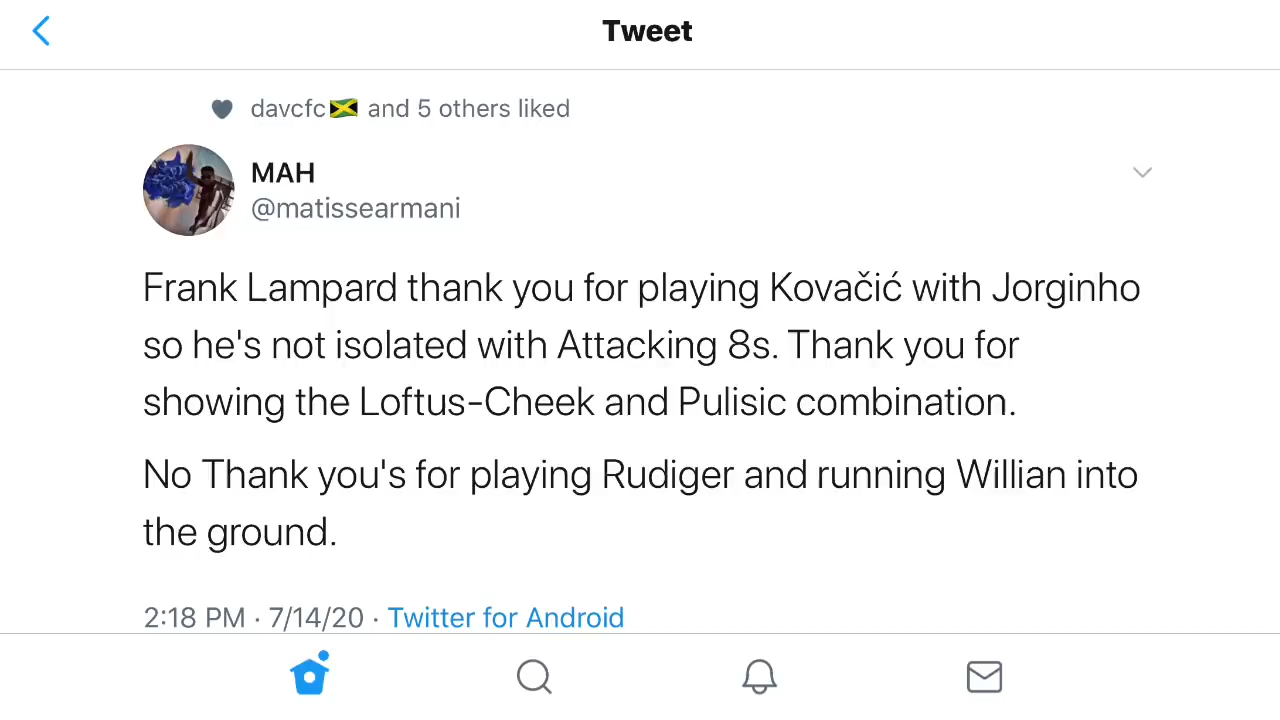 Tweet
davcfc🇯🇲 and 5 others liked
MAH
@matissearmani
Frank Lampard thank you for playing Kovačić with Jorginho
so he's not isolated with Attacking 8s. Thank you for
showing the Loftus-Cheek and Pulisic combination.
No Thank you's for playing Rudiger and running Willian into
the ground.
2:18 PM · 7/14/20 · Twitter for Android